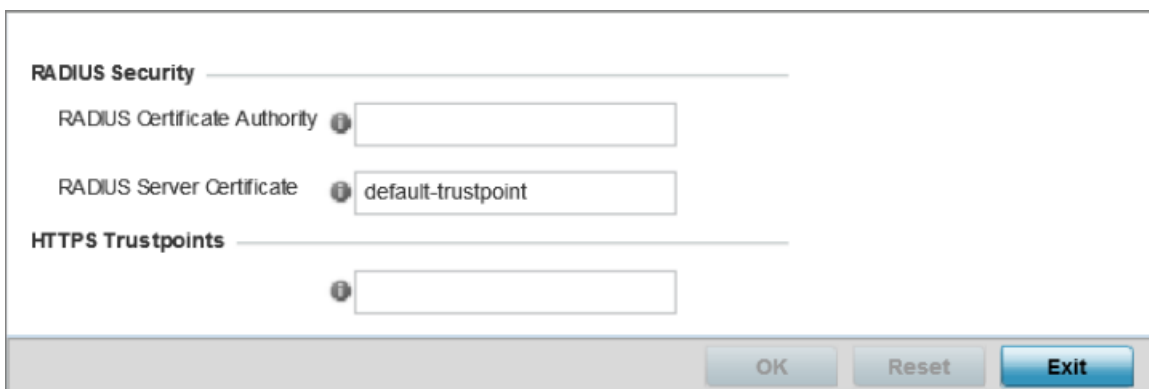 RADIUS Security
RADIUS Certificate Authority
RADIUS Server Certificate default-trustpoint
HTTPS Trustpoints
OK Reset Exit